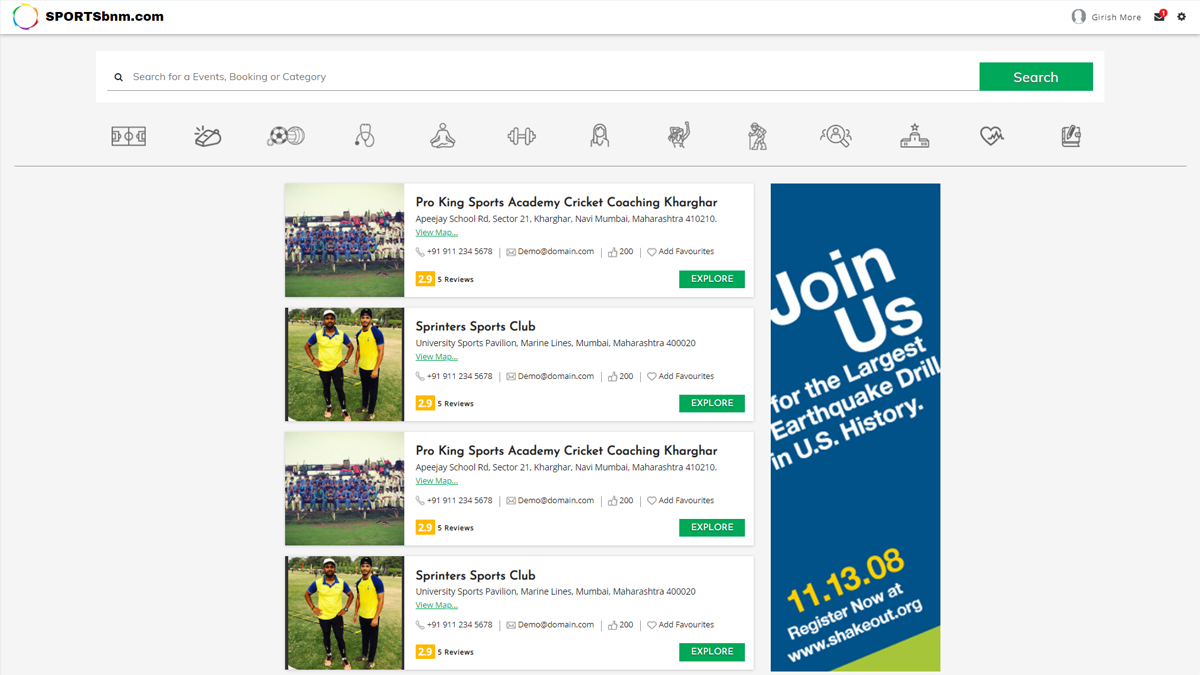 SPORTSbnm.com
Girish More
1
Search for a Events, Booking or Category
Search
Pro King Sports Academy Cricket Coaching Kharghar
Apeejay School Rd, Sector 21, Kharghar, Navi Mumbai, Maharashtra 410210.
View Map...
+91 911 234 5678 | Demo@domain.com | 200 | Add Favourites
2.9 5 Reviews
EXPLORE
Sprinters Sports Club
University Sports Pavilion, Marine Lines, Mumbai, Maharashtra 400020
View Map...
+91 911 234 5678 | Demo@domain.com | 200 | Add Favourites
2.9 5 Reviews
EXPLORE
Pro King Sports Academy Cricket Coaching Kharghar
Apeejay School Rd, Sector 21, Kharghar, Navi Mumbai, Maharashtra 410210.
View Map...
+91 911 234 5678 | Demo@domain.com | 200 | Add Favourites
2.9 5 Reviews
EXPLORE
Sprinters Sports Club
University Sports Pavilion, Marine Lines, Mumbai, Maharashtra 400020
View Map...
+91 911 234 5678 | Demo@domain.com | 200 | Add Favourites
2.9 5 Reviews
EXPLORE
Join
Us
for the Largest
Earthquake Drill
in U.S. History.
11.13.08
Register Now at
www.shakeout.org